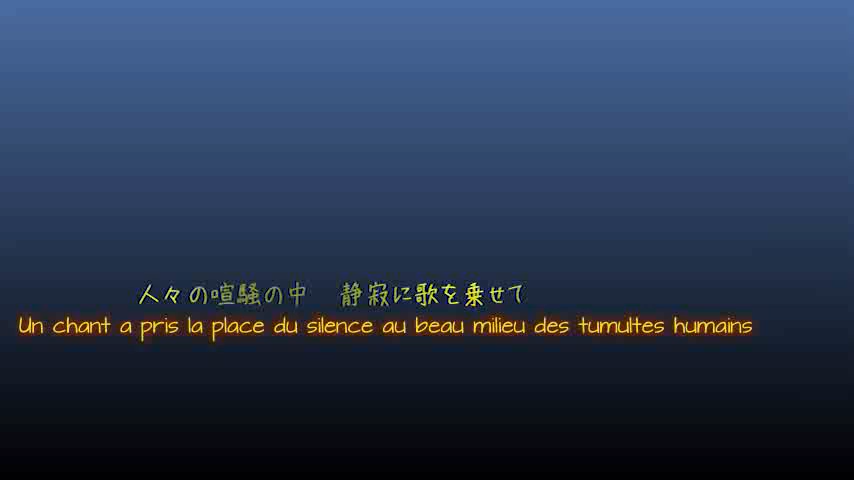 人々の喧騒の中　静寂に歌を乗せて
Un chant a pris la place du silence au beau milieu des tumultes humains